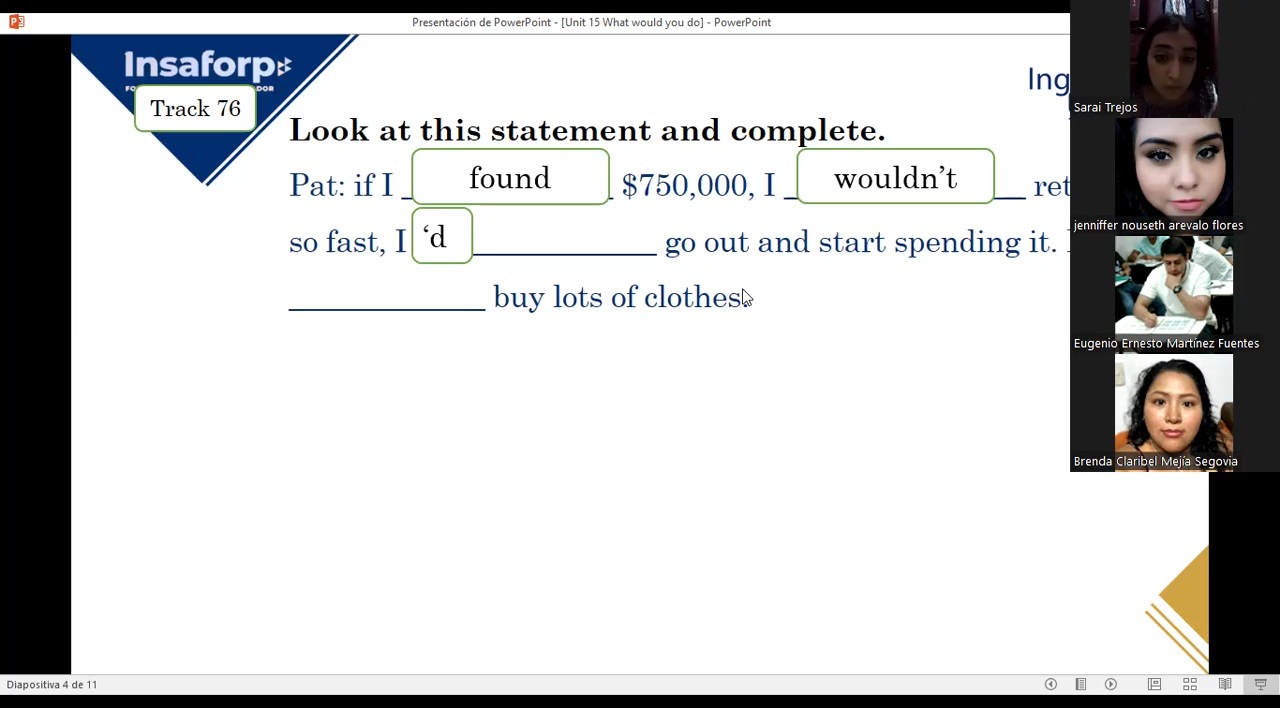 Presentación de PowerPoint - [Unit 15 What would you do] - PowerPoint
Insaforp
Ing
Track 76
Look at this statement and complete.
Pat: if I found $750,000, I wouldn't ret
so fast, I 'd go out and start spending it.
buy lots of clothes.
Sarai Trejos
jenniffer nouseth arevalo flores
Eugenio Ernesto Martínez Fuentes
Brenda Claribel Mejía Segovia
Diapositiva 4 de 11